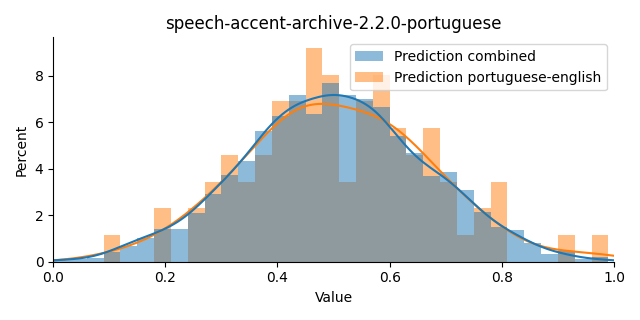 speech-accent-archive-2.2.0-portuguese
Prediction combined
Prediction portuguese-english
Percent
8
6
4
2
0
0.0 0.2 0.4 0.6 0.8 1.0
Value